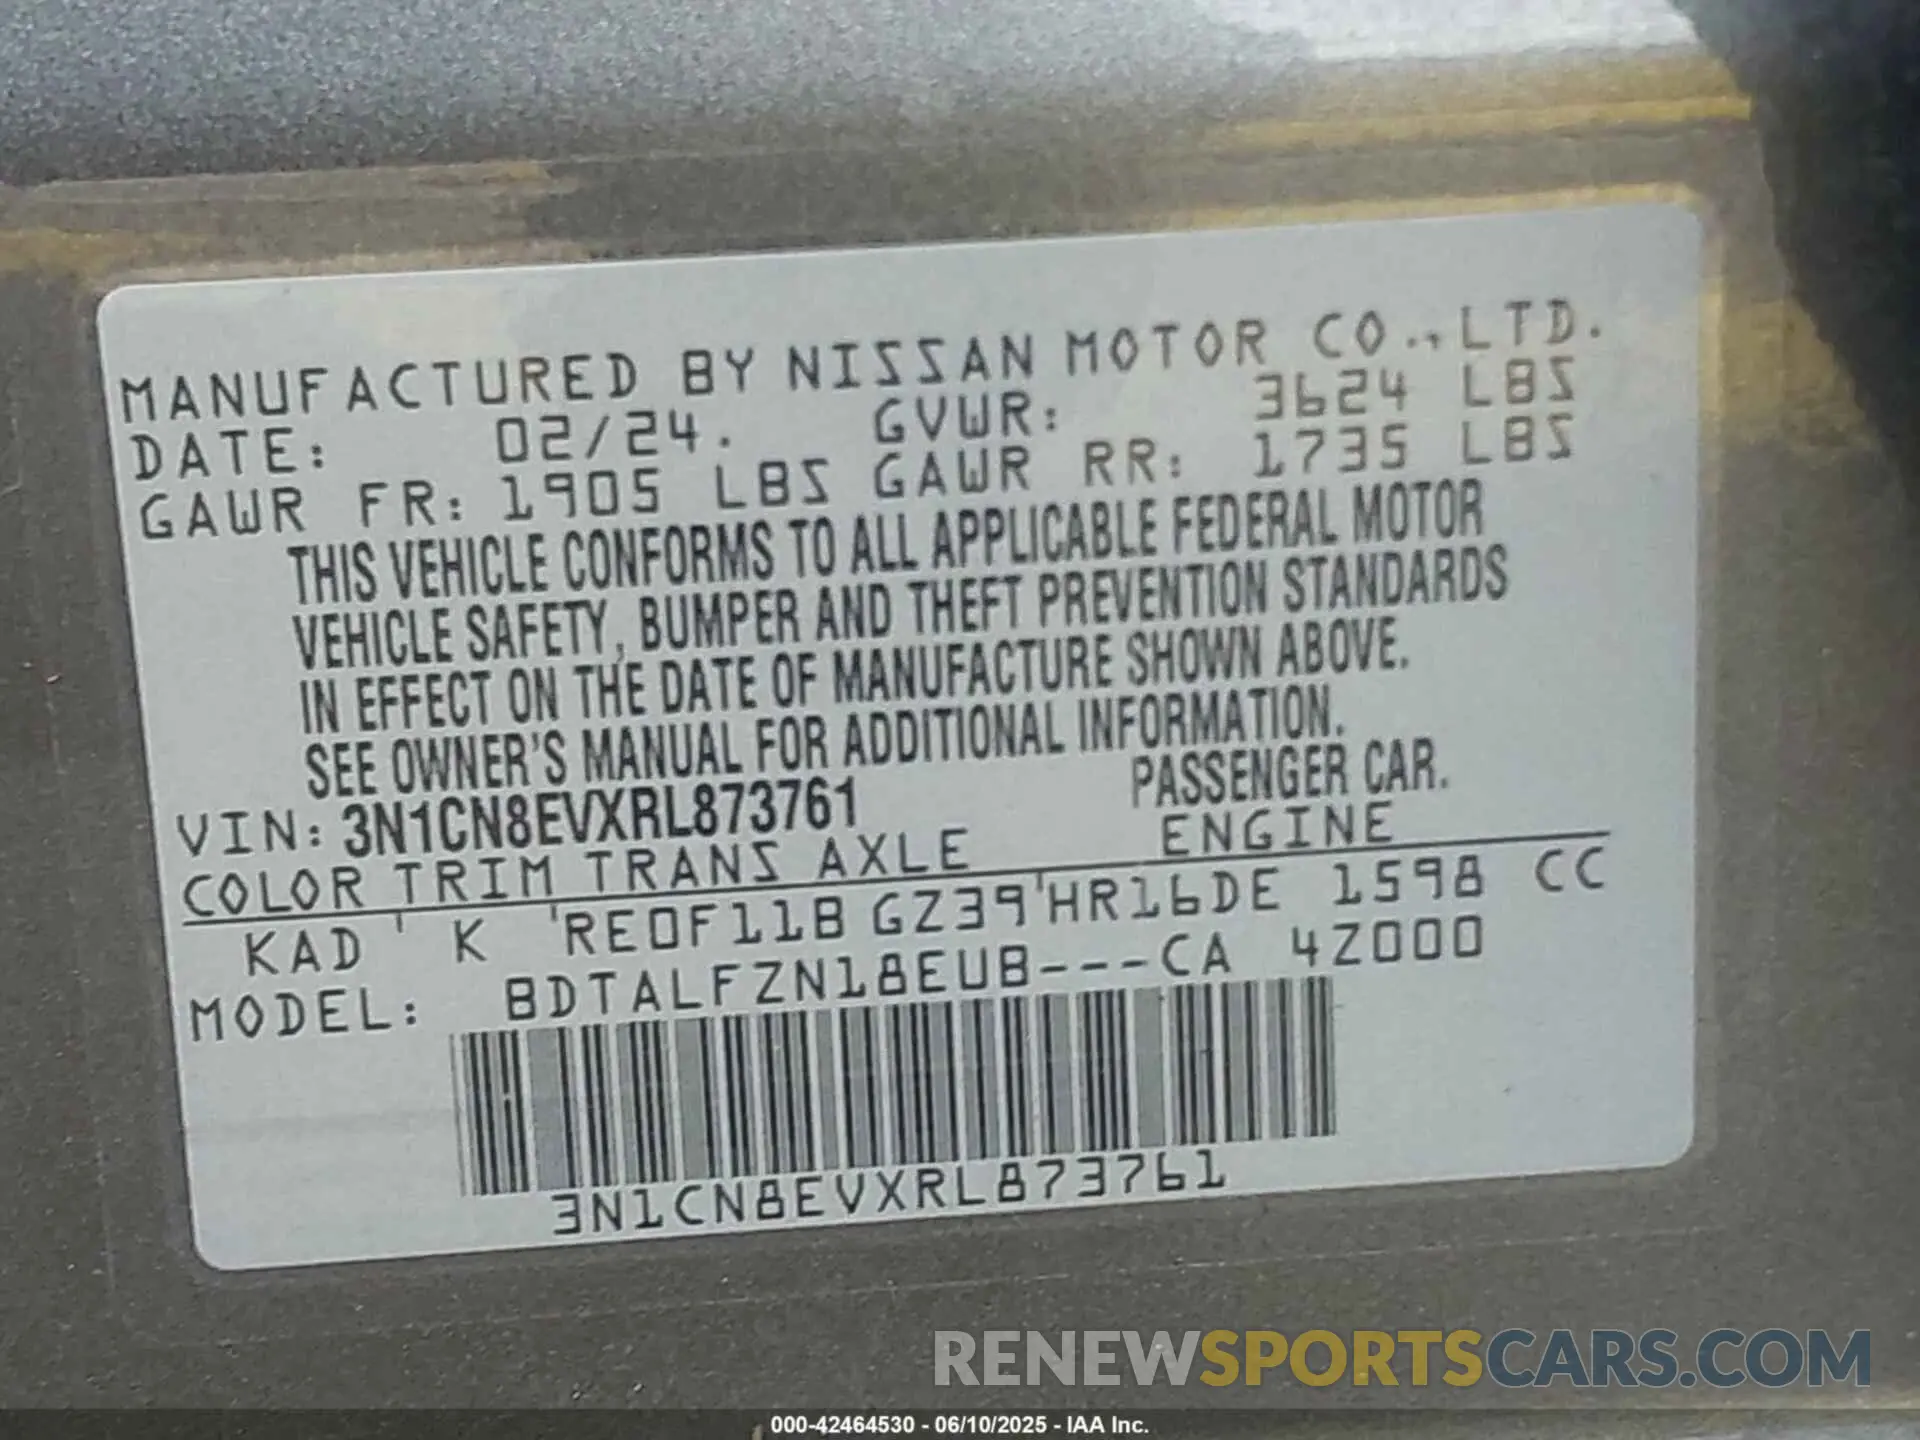 MANUFACTURED BY NISSAN MOTOR CO., LTD.
DATE: 02/24. GVWR: 3624 LBS
GAWR FR: 1905 LBS GAWR RR: 1735 LBS
THIS VEHICLE CONFORMS TO ALL APPLICABLE FEDERAL MOTOR
VEHICLE SAFETY, BUMPER AND THEFT PREVENTION STANDARDS
IN EFFECT ON THE DATE OF MANUFACTURE SHOWN ABOVE.
SEE OWNER'S MANUAL FOR ADDITIONAL INFORMATION.
VIN: 3N1CN8EVXRL873761 PASSENGER CAR.
COLOR TRIM TRANS AXLE ENGINE
KAD ' K 'RE0F11B GZ39'HR16DE 1598 CC
MODEL: BDTALFZN18EUB---CA 4Z000
3N1CN8EVXRL873761
RENEWSPORTSCARS.COM
000-42464530 - 06/10/2025 - IAA Inc.